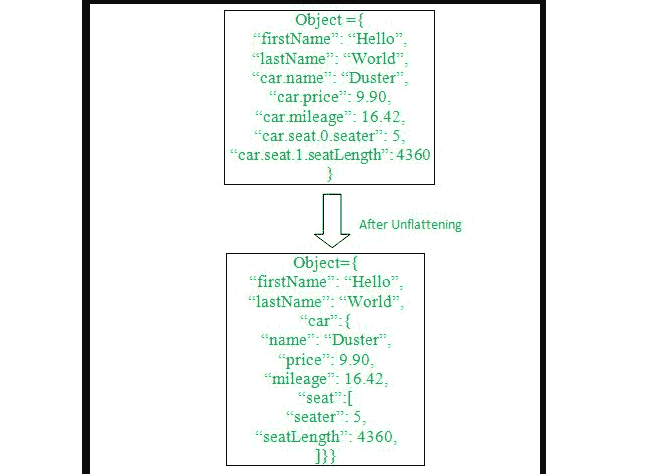 Object ={
“firstName”: “Hello”,
“lastName”: “World”,
“car.name”: “Duster”,
“car.price”: 9.90,
“car.mileage”: 16.42,
“car.seat.0.seater”: 5,
“car.seat.1.seatLength”: 4360
}
After Unflattening
Object={
“firstName”: “Hello”,
“lastName”: “World”,
“car”:{
“name”: “Duster”,
“price”: 9.90,
“mileage”: 16.42,
“seat”:[
“seater”: 5,
“seatLength”: 4360,
]}}